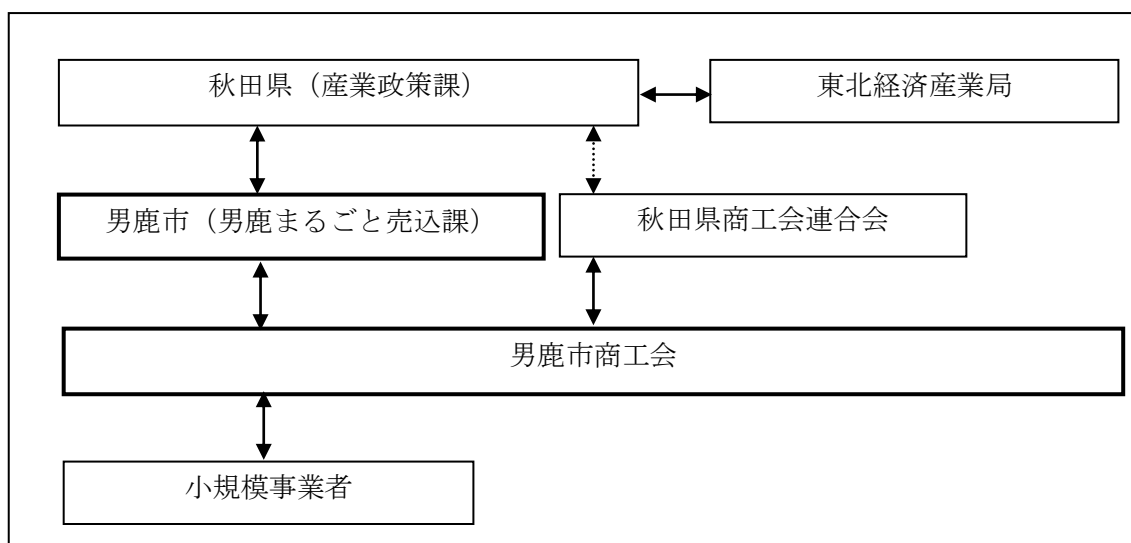 秋田県（産業政策課）
東北経済産業局
男鹿市（男鹿まるごと売込課）
秋田県商工会連合会
男鹿市商工会
小規模事業者